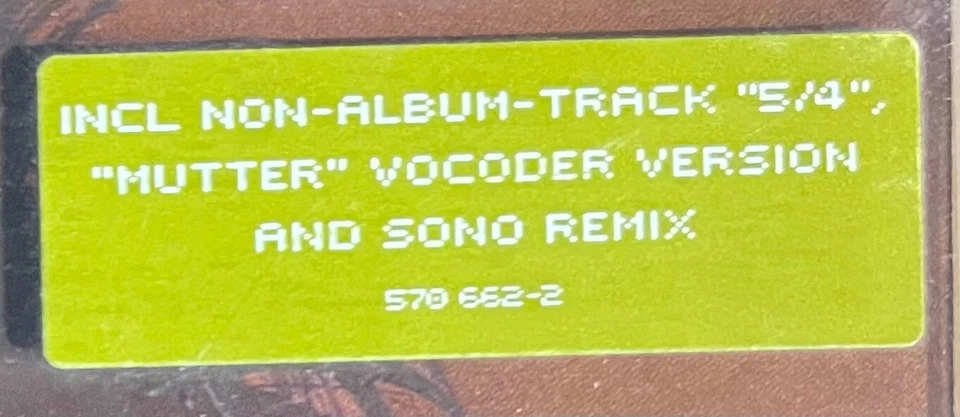 INCL NON-ALBUM-TRACK "5/4",
"MUTTER" VOCODER VERSION
AND SONO REMIX
570 662-2